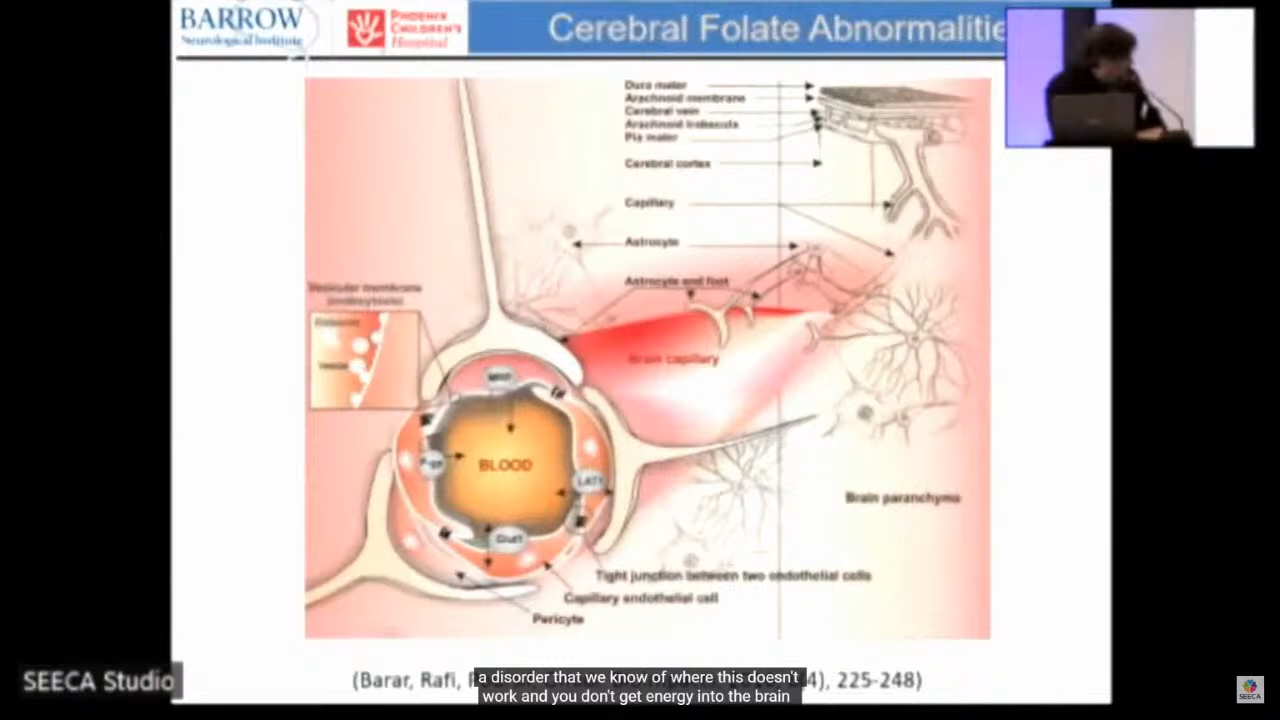 BARROW
Neurological Institute
PHOENIX
CHILDREN'S
Hospital
Cerebral Folate Abnormalitie
Dura mater
Arachnoid membrane
Cerebral vein
Arachnoid trabecula
Pia mater
Cerebral cortex
Capillary
Astrocyte
Astrocyte end foot
Vesicular membrane
(endocytosis)
Brain capillary
BLOOD
P-gp
LAT1
Glut1
Brain parenchyma
Tight junction between two endothelial cells
Capillary endothelial cell
Pericyte
(Barar, Rafi, 4), 225-248)
a disorder that we know of where this doesn't
work and you don't get energy into the brain
SEECA Studio
SEECA